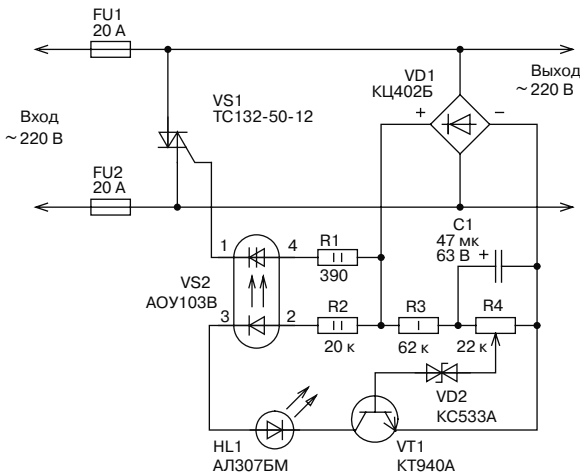 FU1
20 А
VD1
КЦ402Б
Выход
~ 220 В
VS1
ТС132-50-12
+
−
Вход
~ 220 В
FU2
20 А
C1
47 мк
63 В +
1
4
R1
390
VS2
АОУ103В
3
2
R2
20 к
R3
62 к
R4
22 к
VD2
КС533А
HL1
АЛ307БМ
VT1
КТ940А